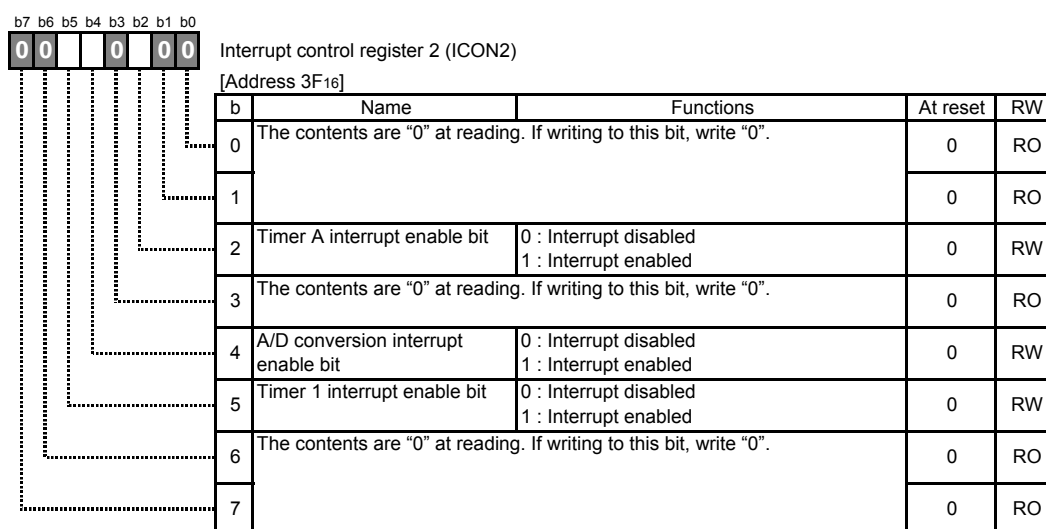 b7 b6 b5 b4 b3 b2 b1 b0
0 0 0 0 0
Interrupt control register 2 (ICON2)
[Address 3F16]
b Name Functions At reset RW
0 The contents are “0” at reading. If writing to this bit, write “0”. 0 RO
1 0 RO
2 Timer A interrupt enable bit 0 : Interrupt disabled 0 RW
1 : Interrupt enabled
3 The contents are “0” at reading. If writing to this bit, write “0”. 0 RO
4 A/D conversion interrupt 0 : Interrupt disabled 0 RW
enable bit 1 : Interrupt enabled
5 Timer 1 interrupt enable bit 0 : Interrupt disabled 0 RW
1 : Interrupt enabled
6 The contents are “0” at reading. If writing to this bit, write “0”. 0 RO
7 0 RO